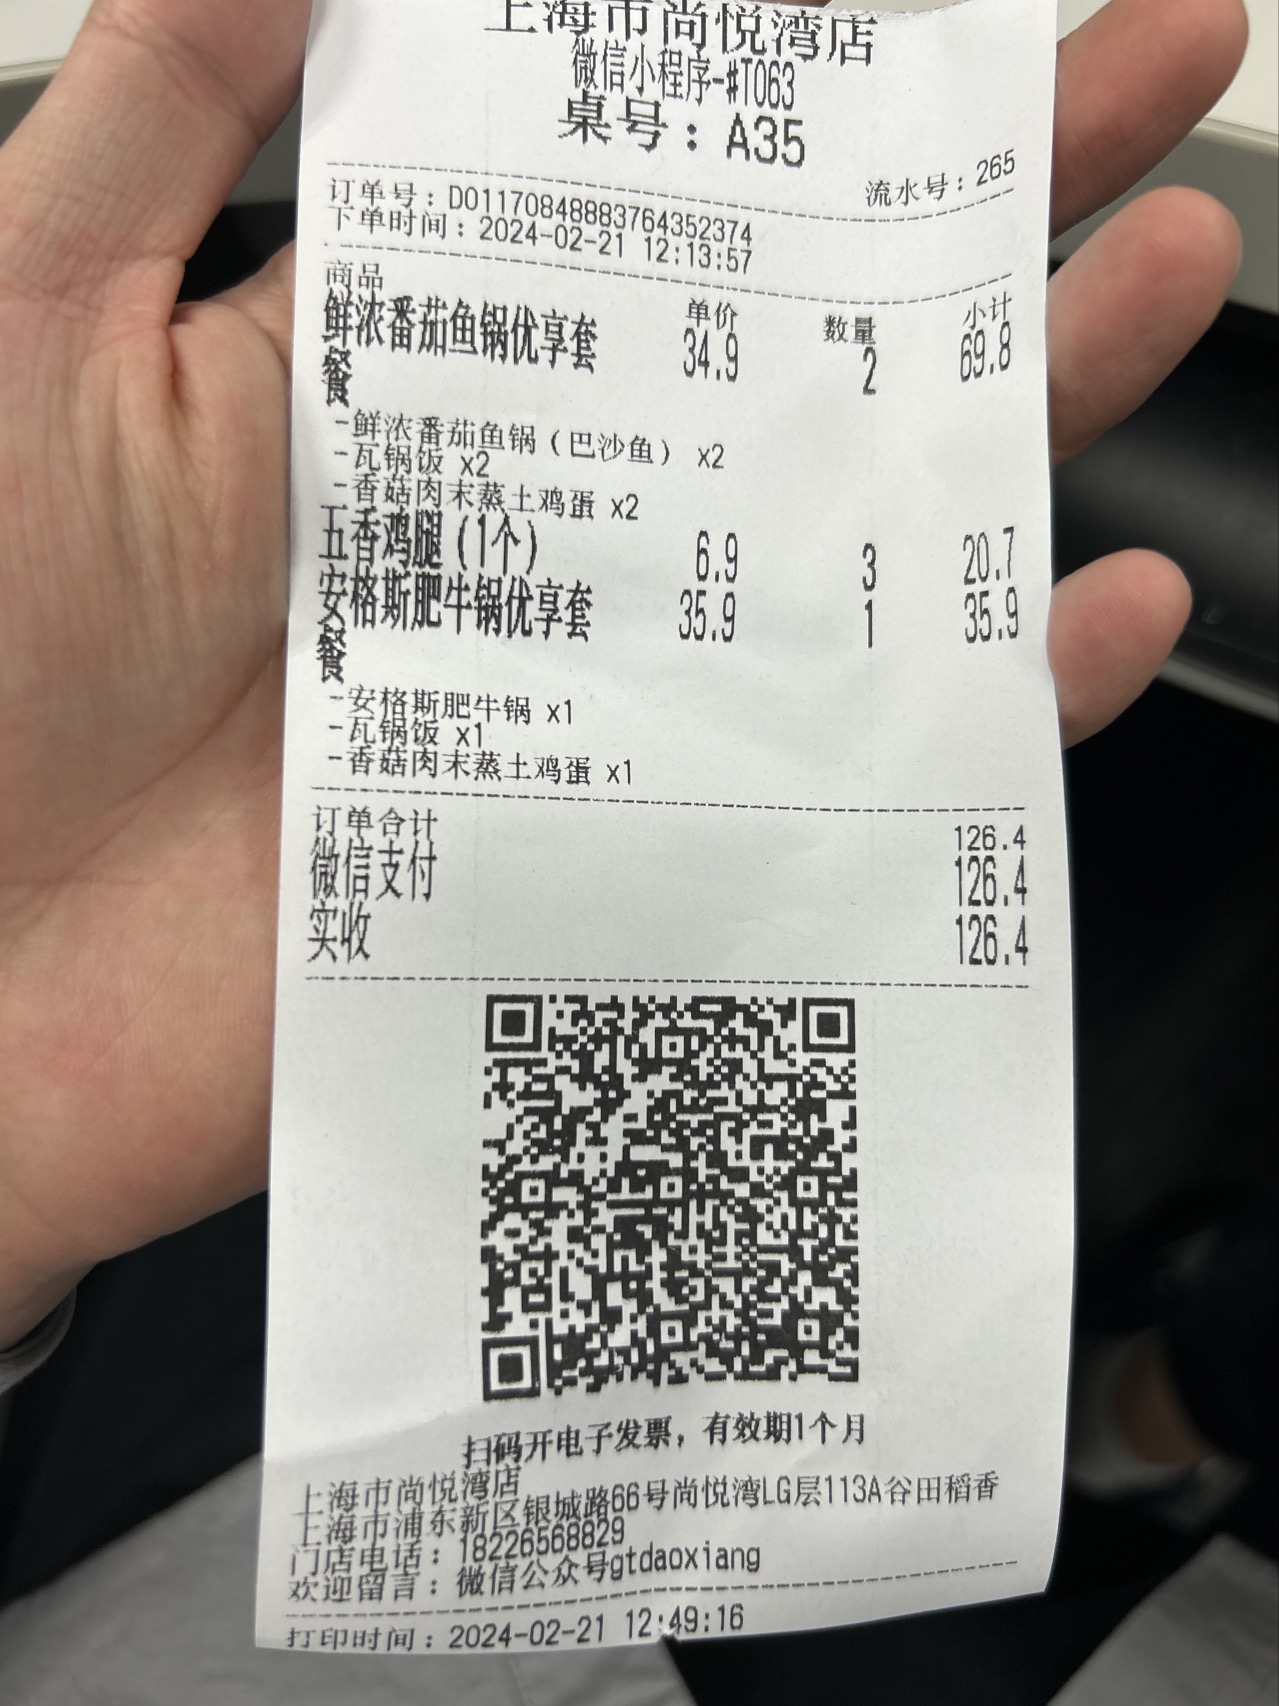 上海市尚悦湾店
微信小程序-#T063
桌号：A35
流水号：265
订单号：D01170848883764352374
下单时间：2024-02-21 12:13:57
商品 单价 数量 小计
鲜浓番茄鱼锅优享套 34.9 2 69.8
餐
-鲜浓番茄鱼锅（巴沙鱼） x2
-瓦锅饭 x2
-香菇肉末蒸土鸡蛋 x2
五香鸡腿（1个） 6.9 3 20.7
安格斯肥牛锅优享套 35.9 1 35.9
餐
-安格斯肥牛锅 x1
-瓦锅饭 x1
-香菇肉末蒸土鸡蛋 x1
订单合计 126.4
微信支付 126.4
实收 126.4
扫码开电子发票，有效期1个月
上海市尚悦湾店
上海市浦东新区银城路66号尚悦湾LG层113A谷田稻香
门店电话：18226568829
欢迎留言：微信公众号gtdaoxiang
打印时间：2024-02-21 12:49:16